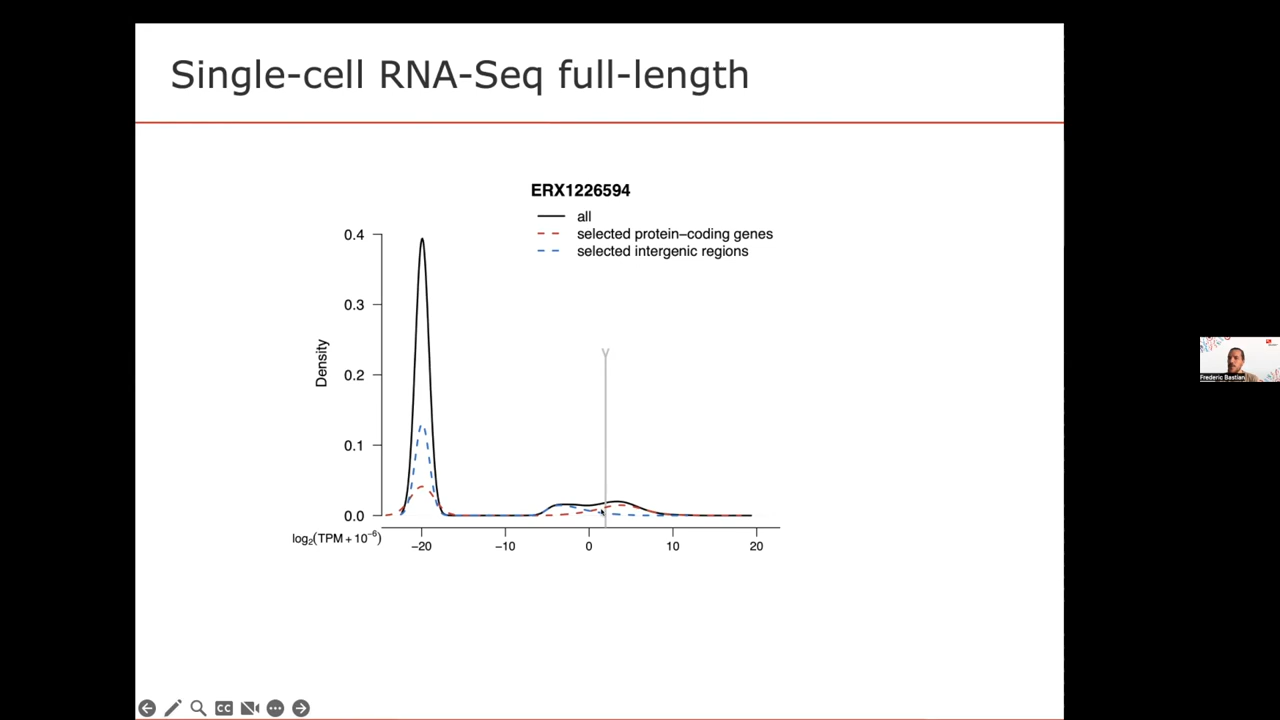 Single-cell RNA-Seq full-length
ERX1226594
all
selected protein–coding genes
selected intergenic regions
0.4
0.3
0.2
0.1
0.0
Density
log2(TPM + 10−6)
−20
−10
0
10
20
Y
CC
Frederic Bastian